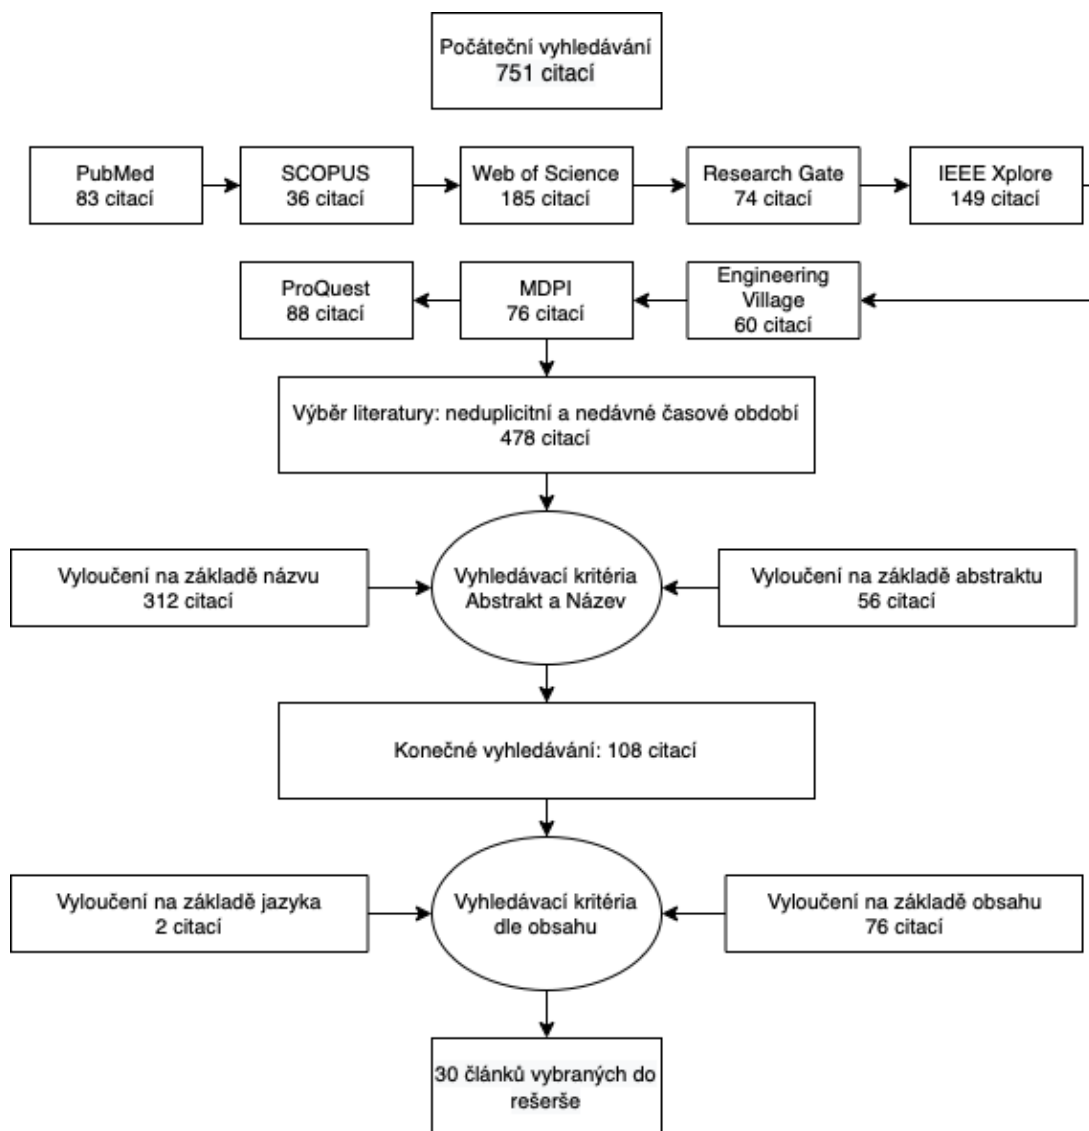 Počáteční vyhledávání
751 citací
PubMed
83 citací
SCOPUS
36 citací
Web of Science
185 citací
Research Gate
74 citací
IEEE Xplore
149 citací
ProQuest
88 citací
MDPI
76 citací
Engineering
Village
60 citací
Výběr literatury: neduplicitní a nedávné časové období
478 citací
Vyloučení na základě názvu
312 citací
Vyhledávací kritéria
Abstrakt a Název
Vyloučení na základě abstraktu
56 citací
Konečné vyhledávání: 108 citací
Vyloučení na základě jazyka
2 citací
Vyhledávací kritéria
dle obsahu
Vyloučení na základě obsahu
76 citací
30 článků vybraných do
rešerše